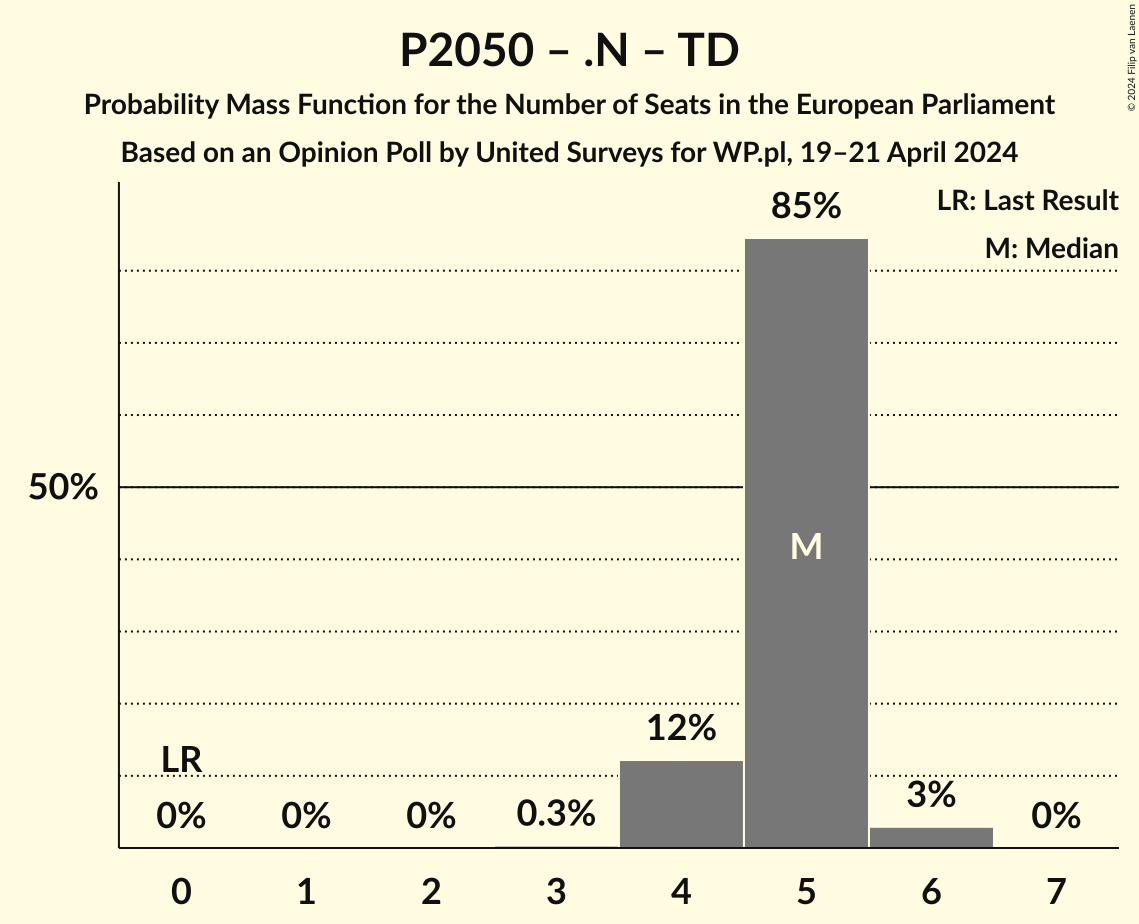 P2050 – .N – TD
Probability Mass Function for the Number of Seats in the European Parliament
Based on an Opinion Poll by United Surveys for WP.pl, 19–21 April 2024
© 2024 Filip van Laenen
LR: Last Result
M: Median
85%
50%
M
12%
LR
3%
0% 0% 0% 0.3% 0%
0 1 2 3 4 5 6 7